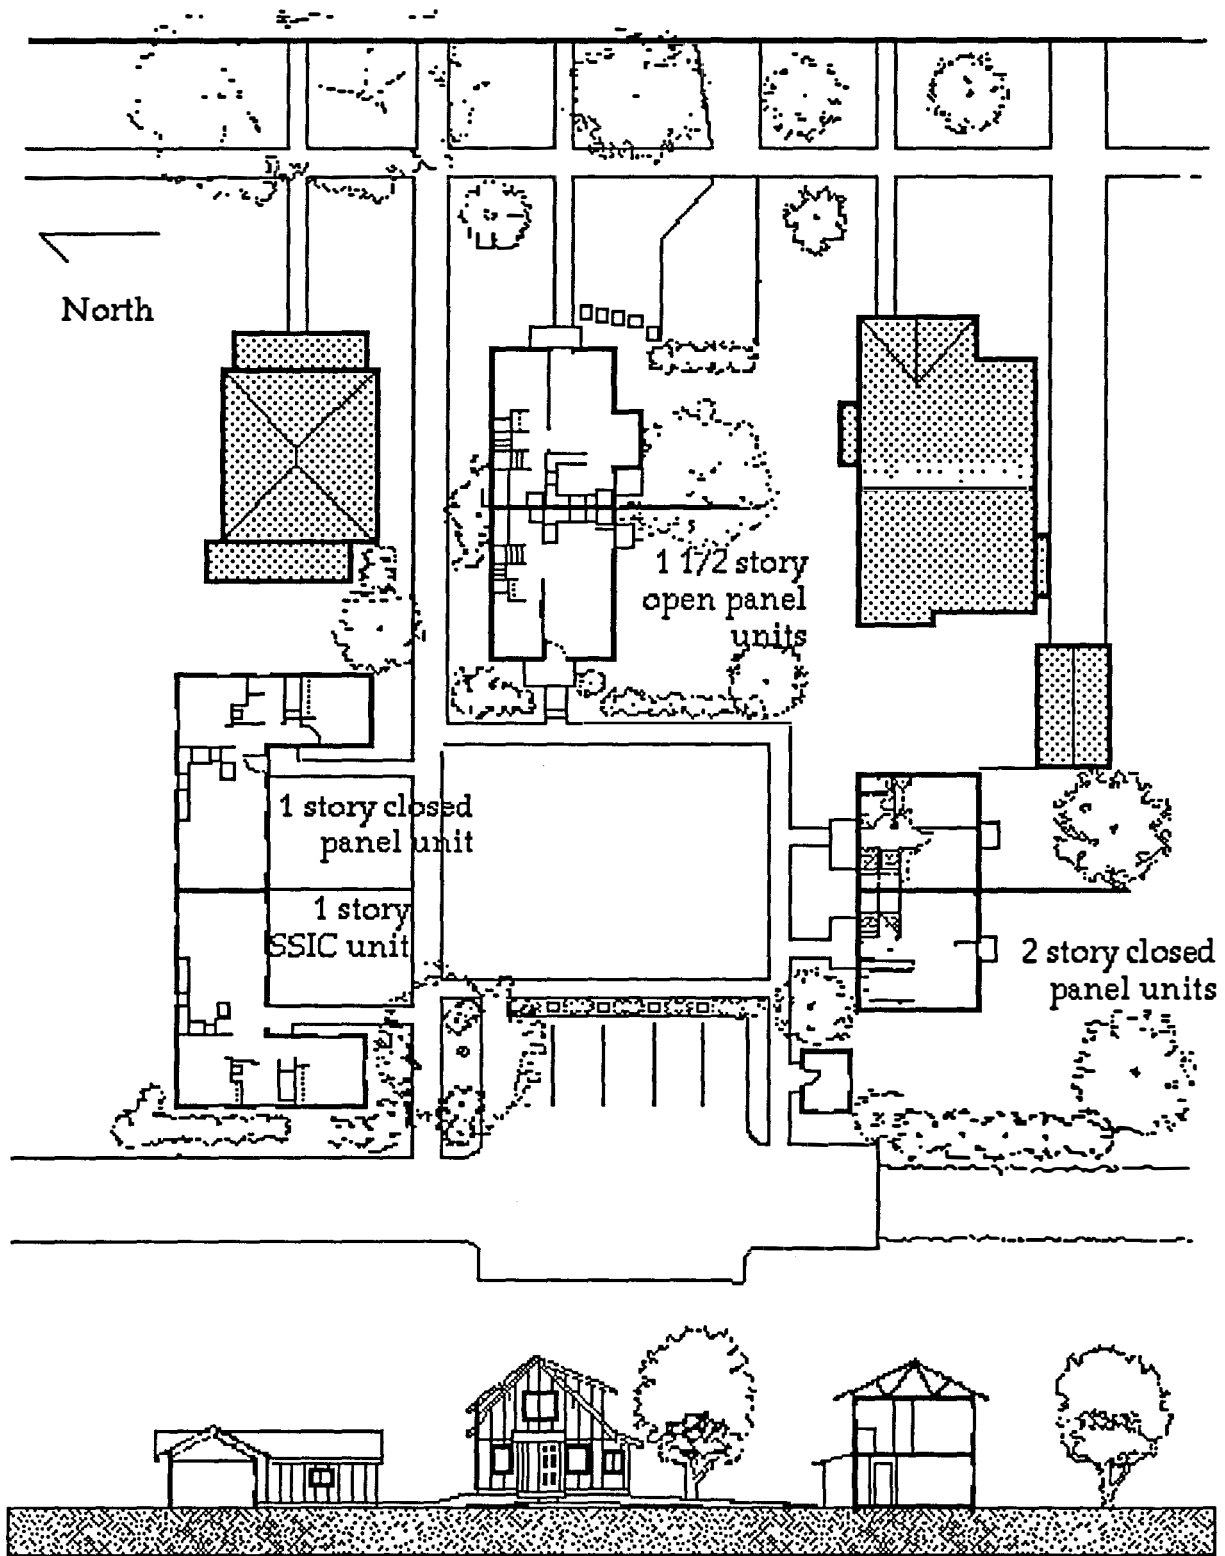 North
1 1/2 story
open panel
units
1 story closed
panel unit
1 story
SSIC unit
2 story closed
panel units